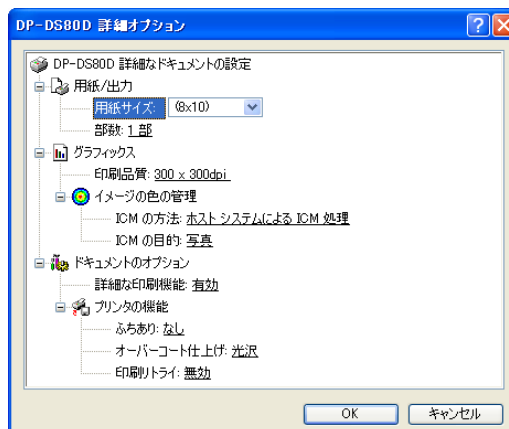 DP-DS80D 詳細オプション
DP-DS80D 詳細なドキュメントの設定
用紙/出力
用紙サイズ: (8x10)
部数: 1 部
グラフィックス
印刷品質: 300 x 300dpi
イメージの色の管理
ICM の方法: ホスト システムによる ICM 処理
ICM の目的: 写真
ドキュメントのオプション
詳細な印刷機能: 有効
プリンタの機能
ふちあり: なし
オーバーコート仕上げ: 光沢
印刷リトライ: 無効
OK キャンセル